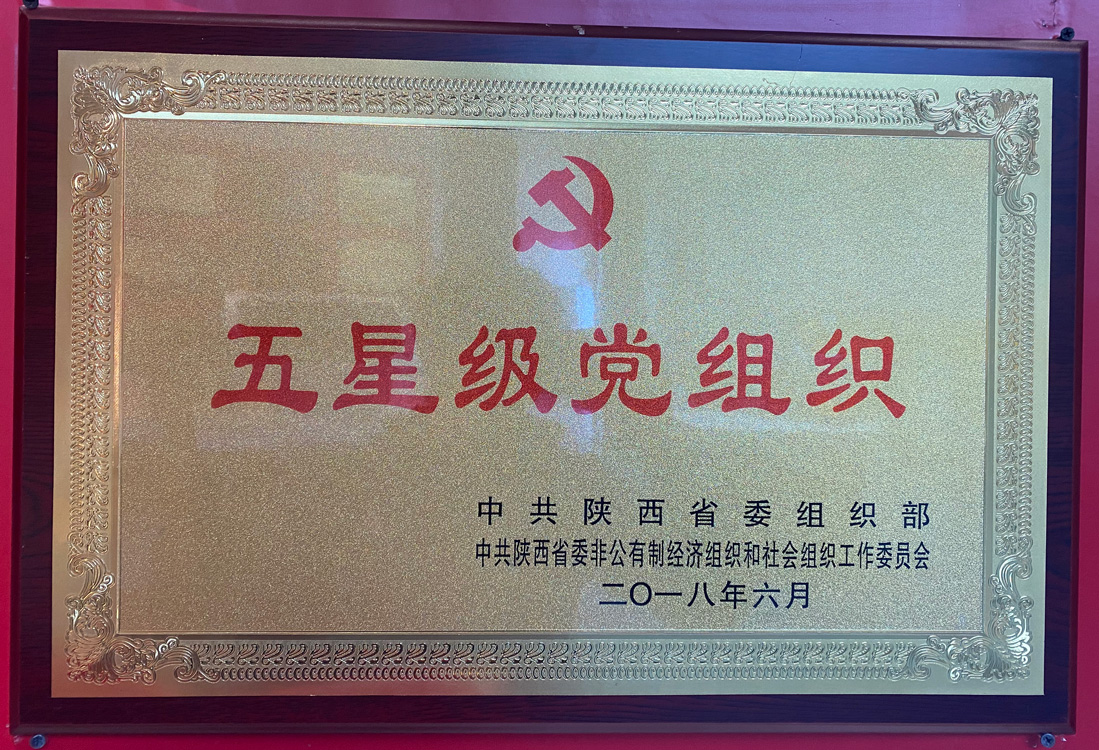 五星级党组织
中共陕西省委组织部
中共陕西省委非公有制经济组织和社会组织工作委员会
二〇一八年六月